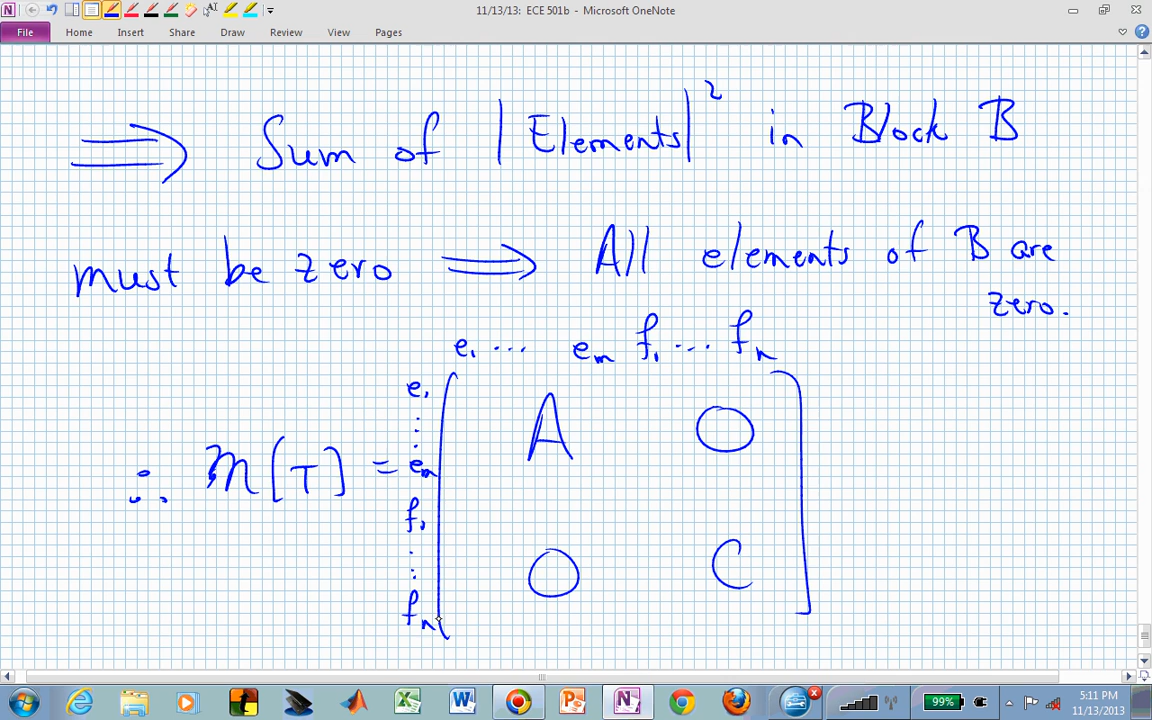 11/13/13: ECE 501b - Microsoft OneNote
File Home Insert Share Draw Review View Pages
⟹ Sum of |Elements|² in Block B
must be zero ⟹ All elements of B are
zero.
e₁ ... eₘ f₁ ... fₙ
e₁
⋮
∴ M[T] = eₘ
f₁
⋮
fₙ
A O
O C
99%
5:11 PM
11/13/2013